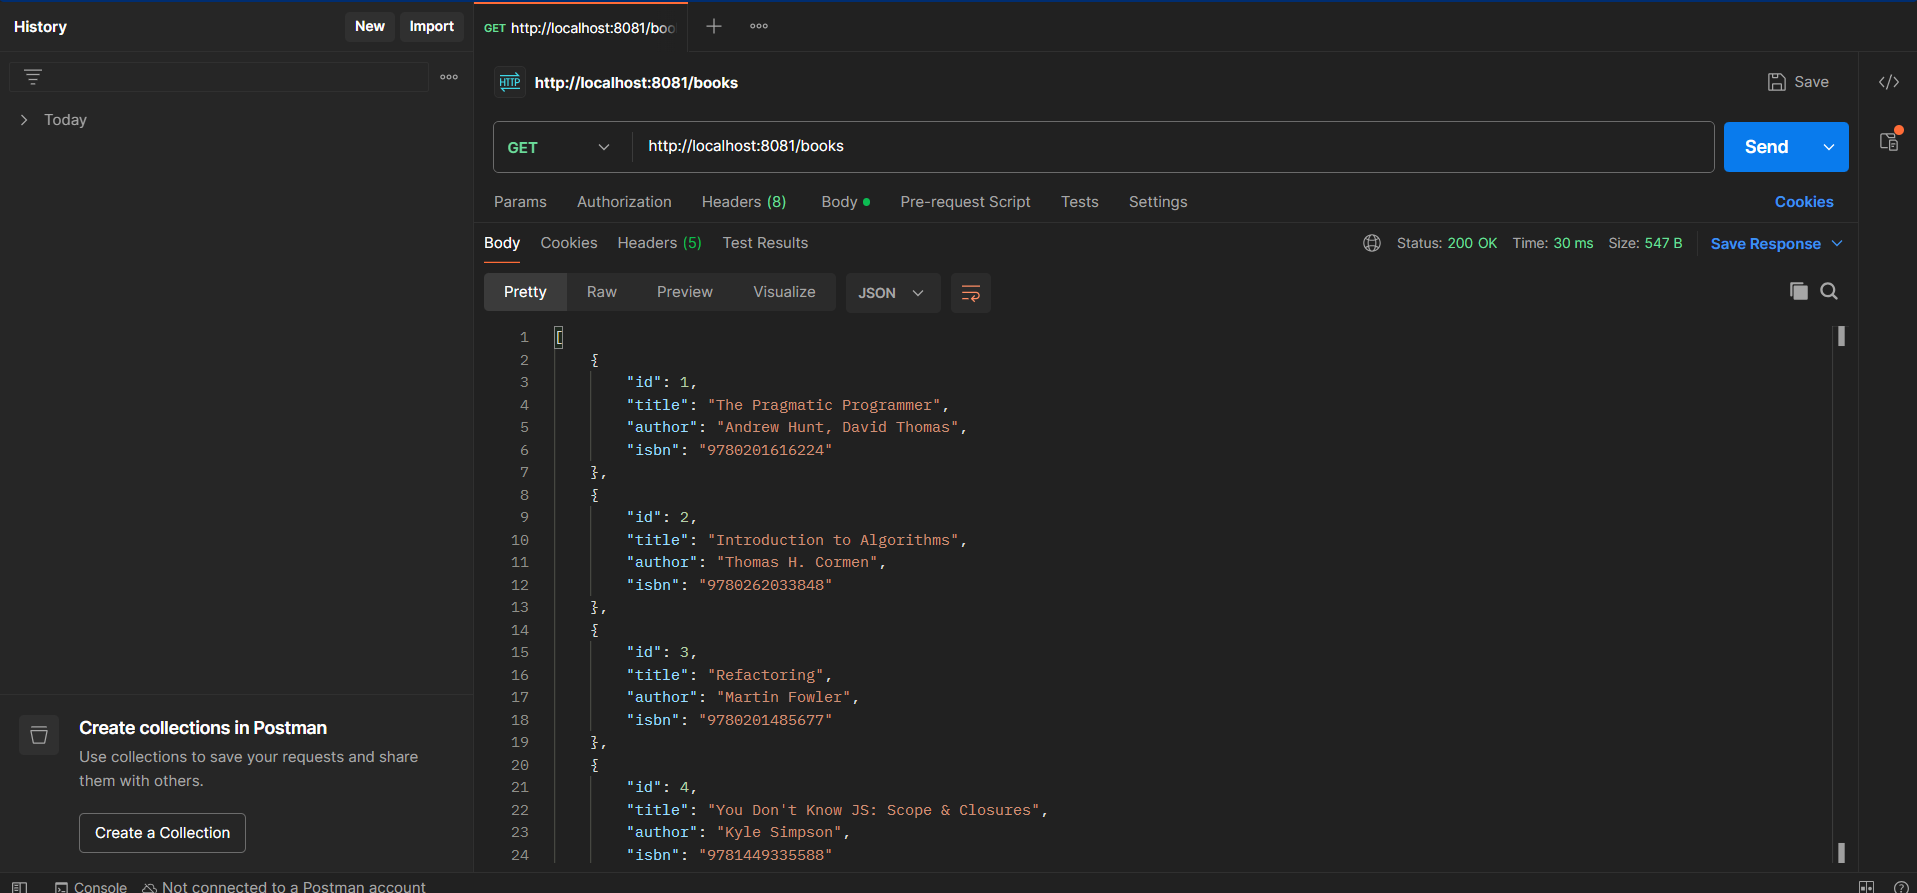 History
New
Import
GET http://localhost:8081/boo
Today
HTTP http://localhost:8081/books
Save
GET
http://localhost:8081/books
Send
Params
Authorization
Headers (8)
Body
Pre-request Script
Tests
Settings
Cookies
Body
Cookies
Headers (5)
Test Results
Status: 200 OK
Time: 30 ms
Size: 547 B
Save Response
Pretty
Raw
Preview
Visualize
JSON
1 [
2 {
3 "id": 1,
4 "title": "The Pragmatic Programmer",
5 "author": "Andrew Hunt, David Thomas",
6 "isbn": "9780201616224"
7 },
8 {
9 "id": 2,
10 "title": "Introduction to Algorithms",
11 "author": "Thomas H. Cormen",
12 "isbn": "9780262033848"
13 },
14 {
15 "id": 3,
16 "title": "Refactoring",
17 "author": "Martin Fowler",
18 "isbn": "9780201485677"
19 },
20 {
21 "id": 4,
22 "title": "You Don't Know JS: Scope & Closures",
23 "author": "Kyle Simpson",
24 "isbn": "9781449335588"
Create collections in Postman
Use collections to save your requests and share
them with others.
Create a Collection
Console
Not connected to a Postman account